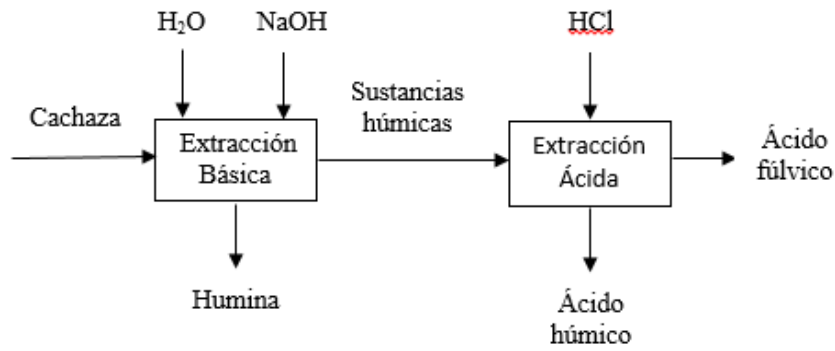 H₂O
NaOH
HCl
Cachaza
Extracción
Básica
Sustancias
húmicas
Extracción
Ácida
Ácido
fúlvico
Humina
Ácido
húmico